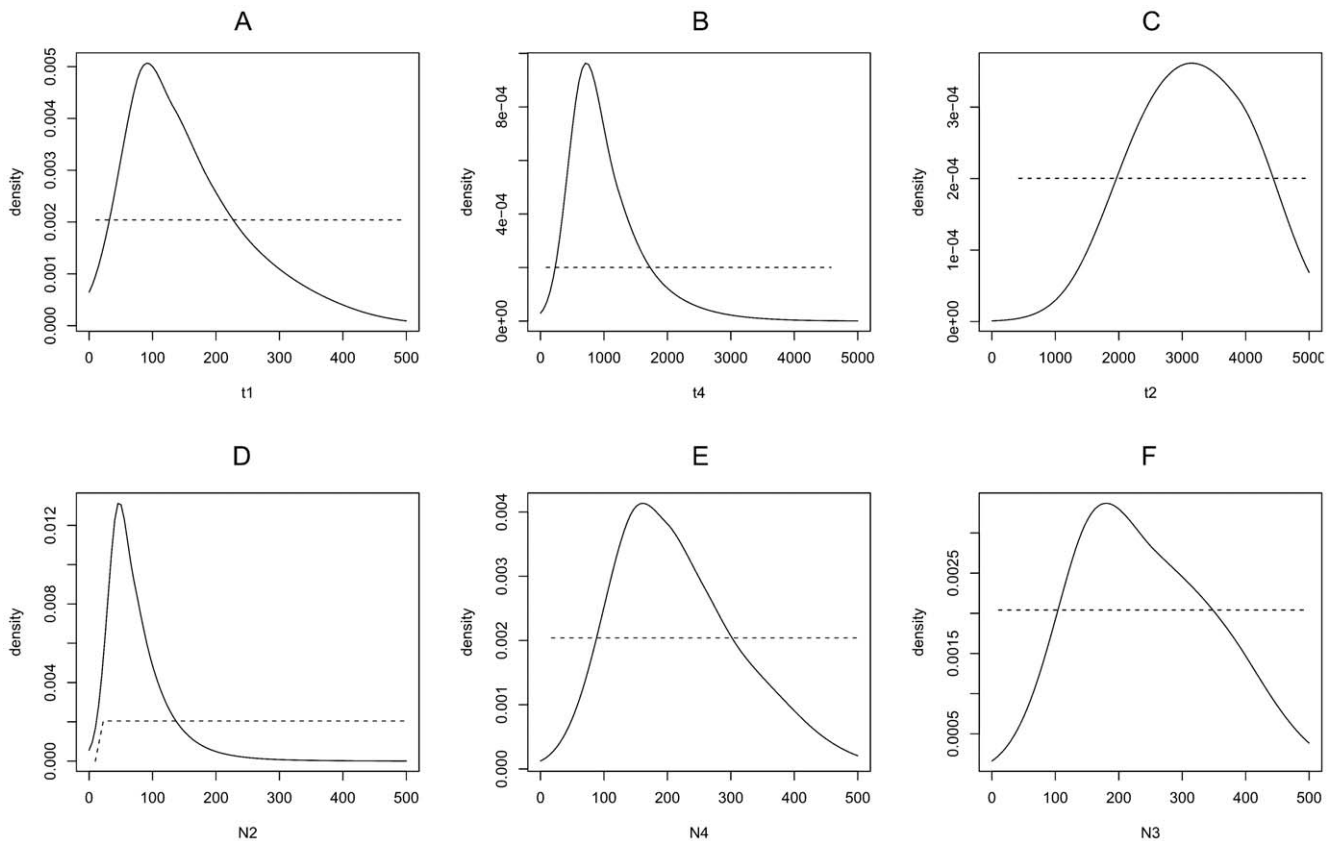 A
B
C
density
0.000 0.001 0.002 0.003 0.004 0.005
0 100 200 300 400 500
t1
density
0e+00 4e-04 8e-04
0 1000 2000 3000 4000 5000
t4
density
0e+00 1e-04 2e-04 3e-04
0 1000 2000 3000 4000 5000
t2
D
E
F
density
0.000 0.004 0.008 0.012
0 100 200 300 400 500
N2
density
0.000 0.001 0.002 0.003 0.004
0 100 200 300 400 500
N4
density
0.0005 0.0015 0.0025
0 100 200 300 400 500
N3